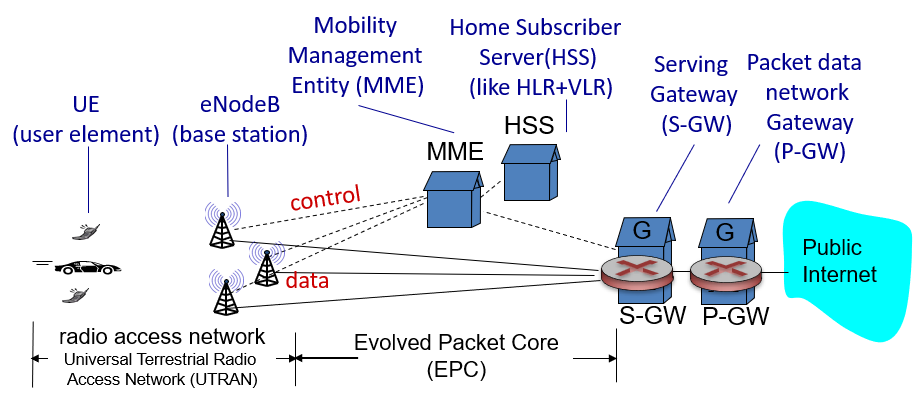 Mobility
Management
Entity (MME)
Home Subscriber
Server(HSS)
(like HLR+VLR)
Serving
Gateway
(S-GW)
Packet data
network
Gateway
(P-GW)
UE
(user element)
eNodeB
(base station)
MME
HSS
control
data
G
G
S-GW
P-GW
Public
Internet
radio access network
Universal Terrestrial Radio
Access Network (UTRAN)
Evolved Packet Core
(EPC)